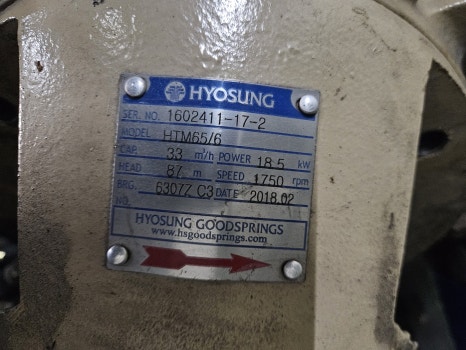 HYOSUNG
SER. NO. 1602411-17-2
MODEL HTM65/6
CAP. 33 m³/h POWER 18.5 kW
HEAD 87 m SPEED 1750 rpm
BRG. 6307Z C3 DATE 2018.02
NO.
HYOSUNG GOODSPRINGS
www.hsgoodsprings.com